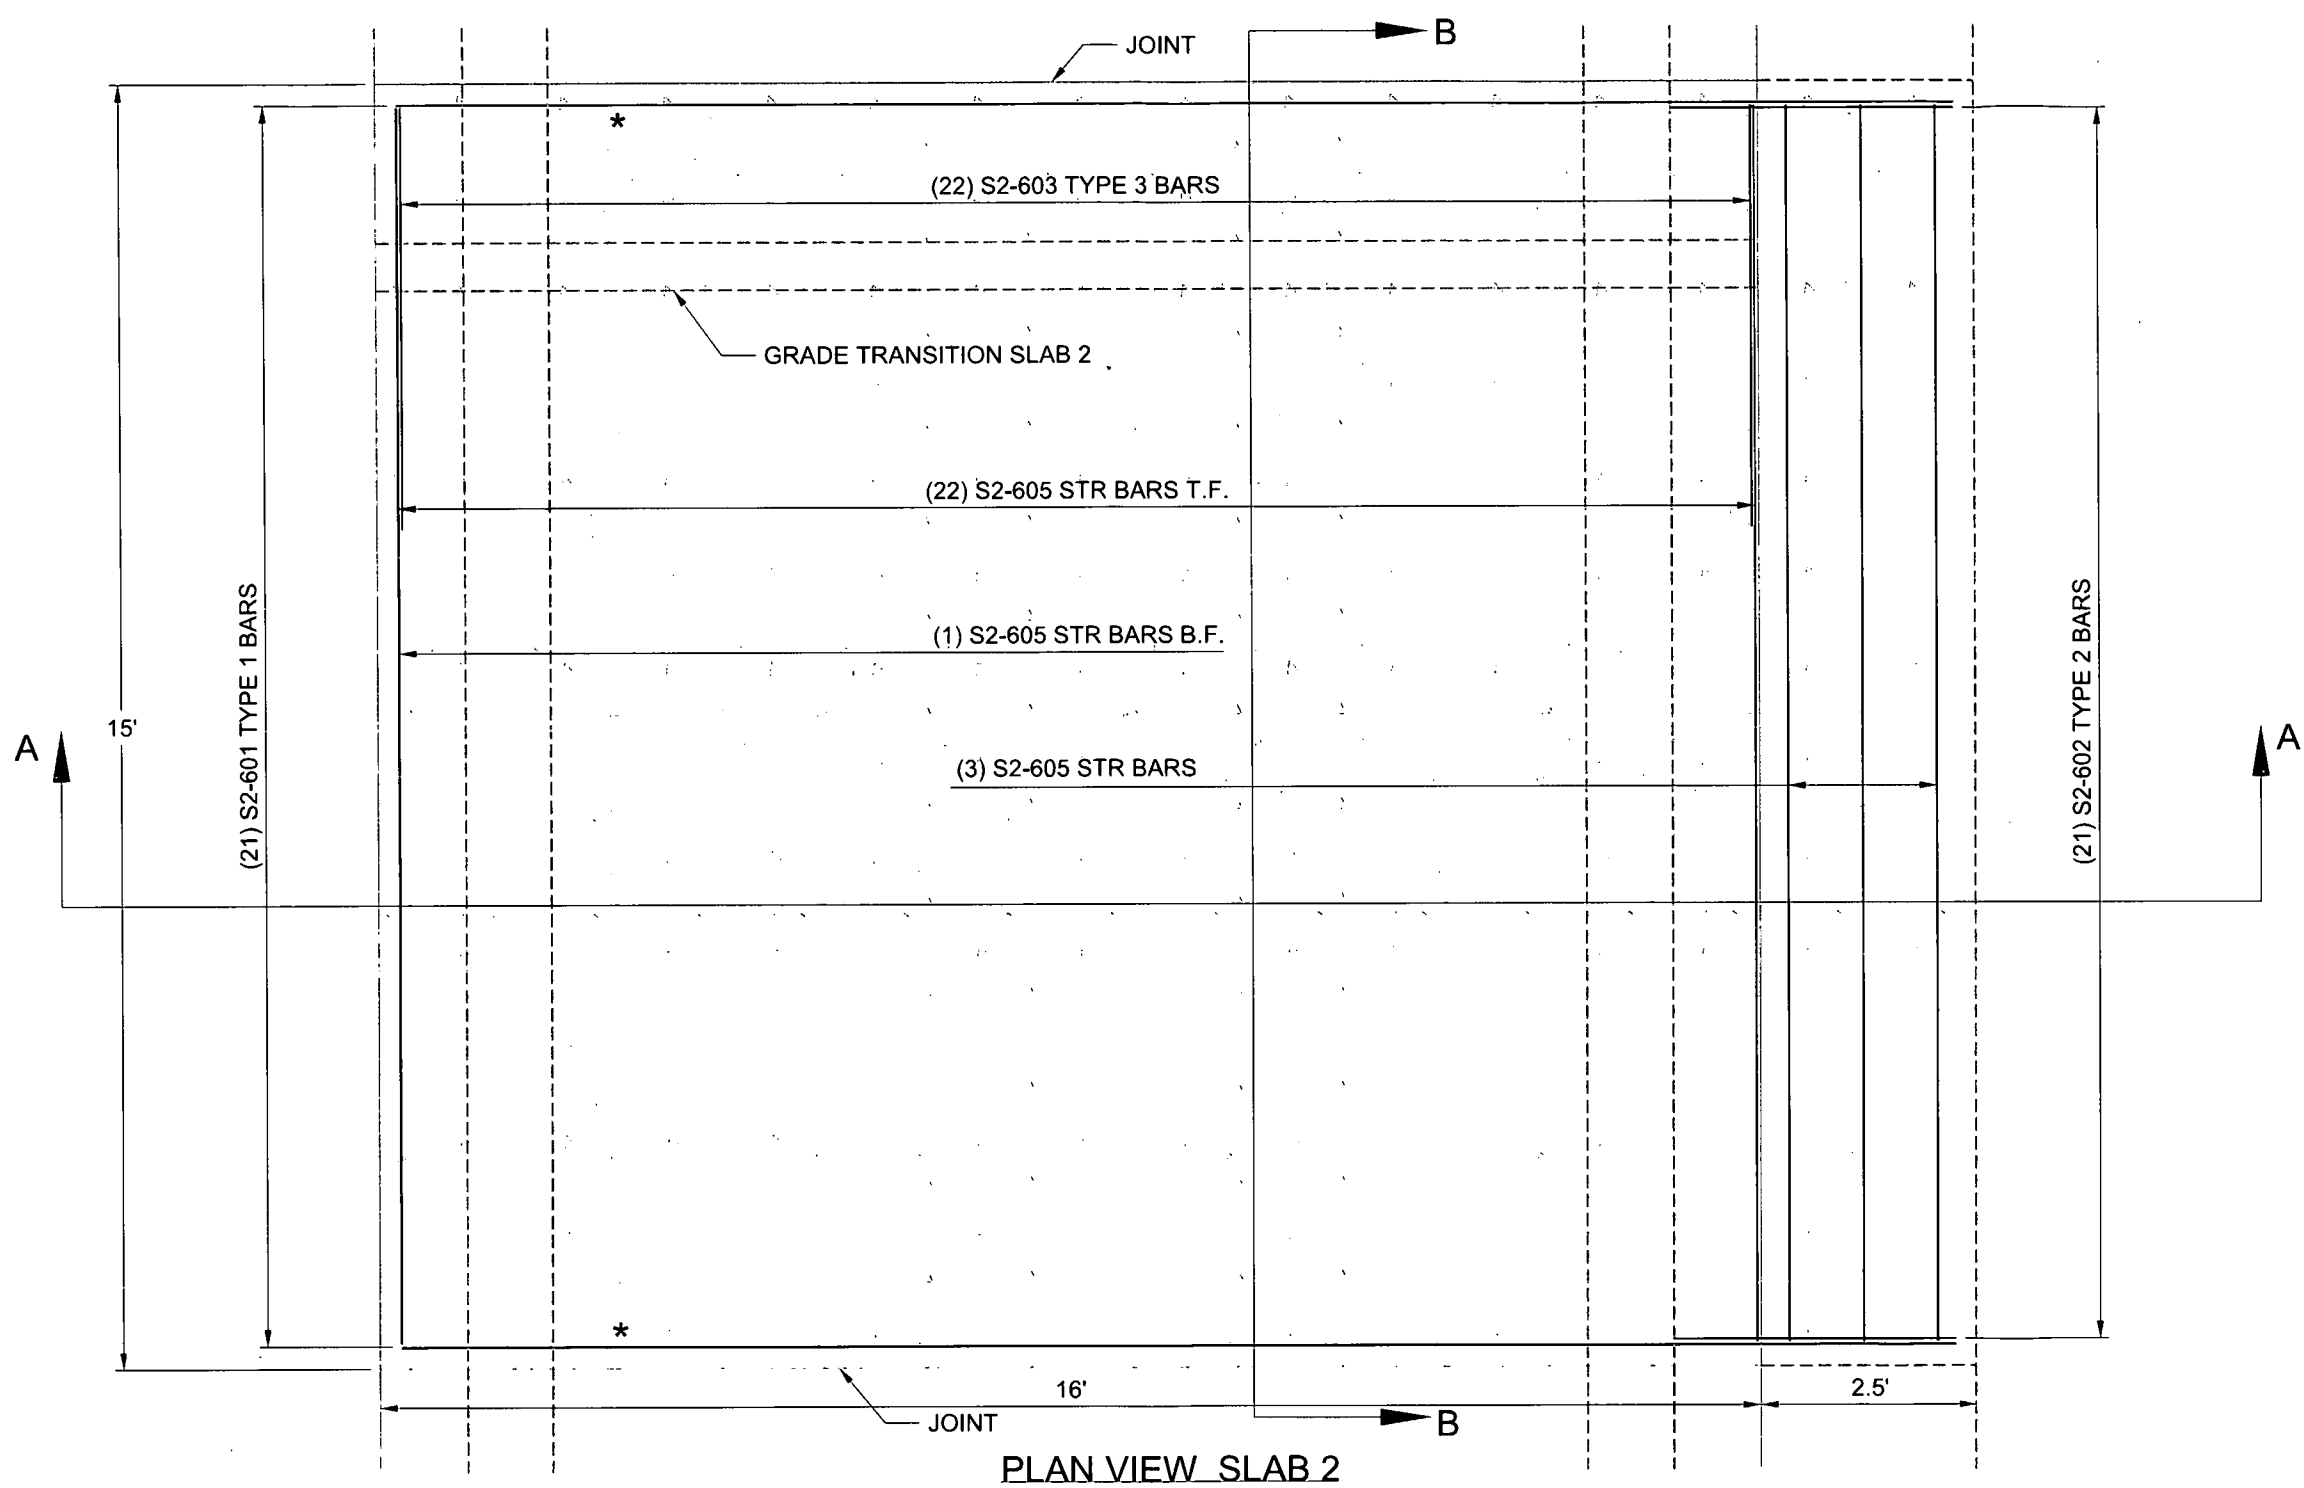 B
JOINT
*
(22) S2-603 TYPE 3 BARS
GRADE TRANSITION SLAB 2
(22) S2-605 STR BARS T.F.
(1) S2-605 STR BARS B.F.
(21) S2-601 TYPE 1 BARS
(21) S2-602 TYPE 2 BARS
15'
A
A
(3) S2-605 STR BARS
*
16'
2.5'
JOINT
B
PLAN VIEW SLAB 2